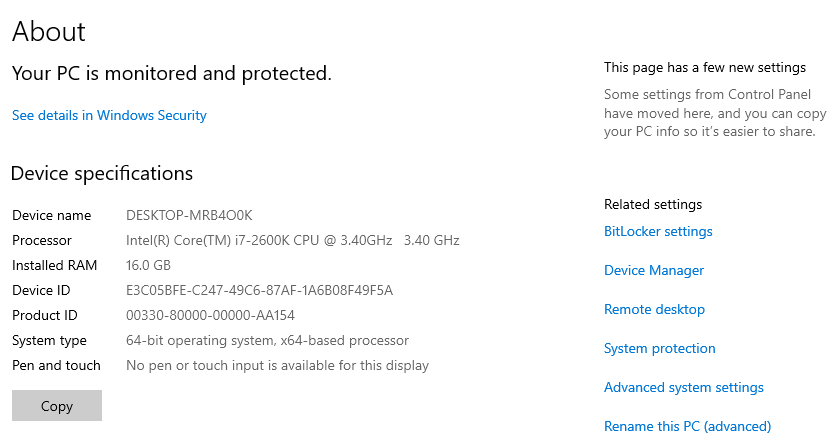 About
Your PC is monitored and protected.
See details in Windows Security
Device specifications
Device name DESKTOP-MRB4O0K
Processor Intel(R) Core(TM) i7-2600K CPU @ 3.40GHz 3.40 GHz
Installed RAM 16.0 GB
Device ID E3C05BFE-C247-49C6-87AF-1A6B08F49F5A
Product ID 00330-80000-00000-AA154
System type 64-bit operating system, x64-based processor
Pen and touch No pen or touch input is available for this display
Copy
This page has a few new settings
Some settings from Control Panel
have moved here, and you can copy
your PC info so it's easier to share.
Related settings
BitLocker settings
Device Manager
Remote desktop
System protection
Advanced system settings
Rename this PC (advanced)